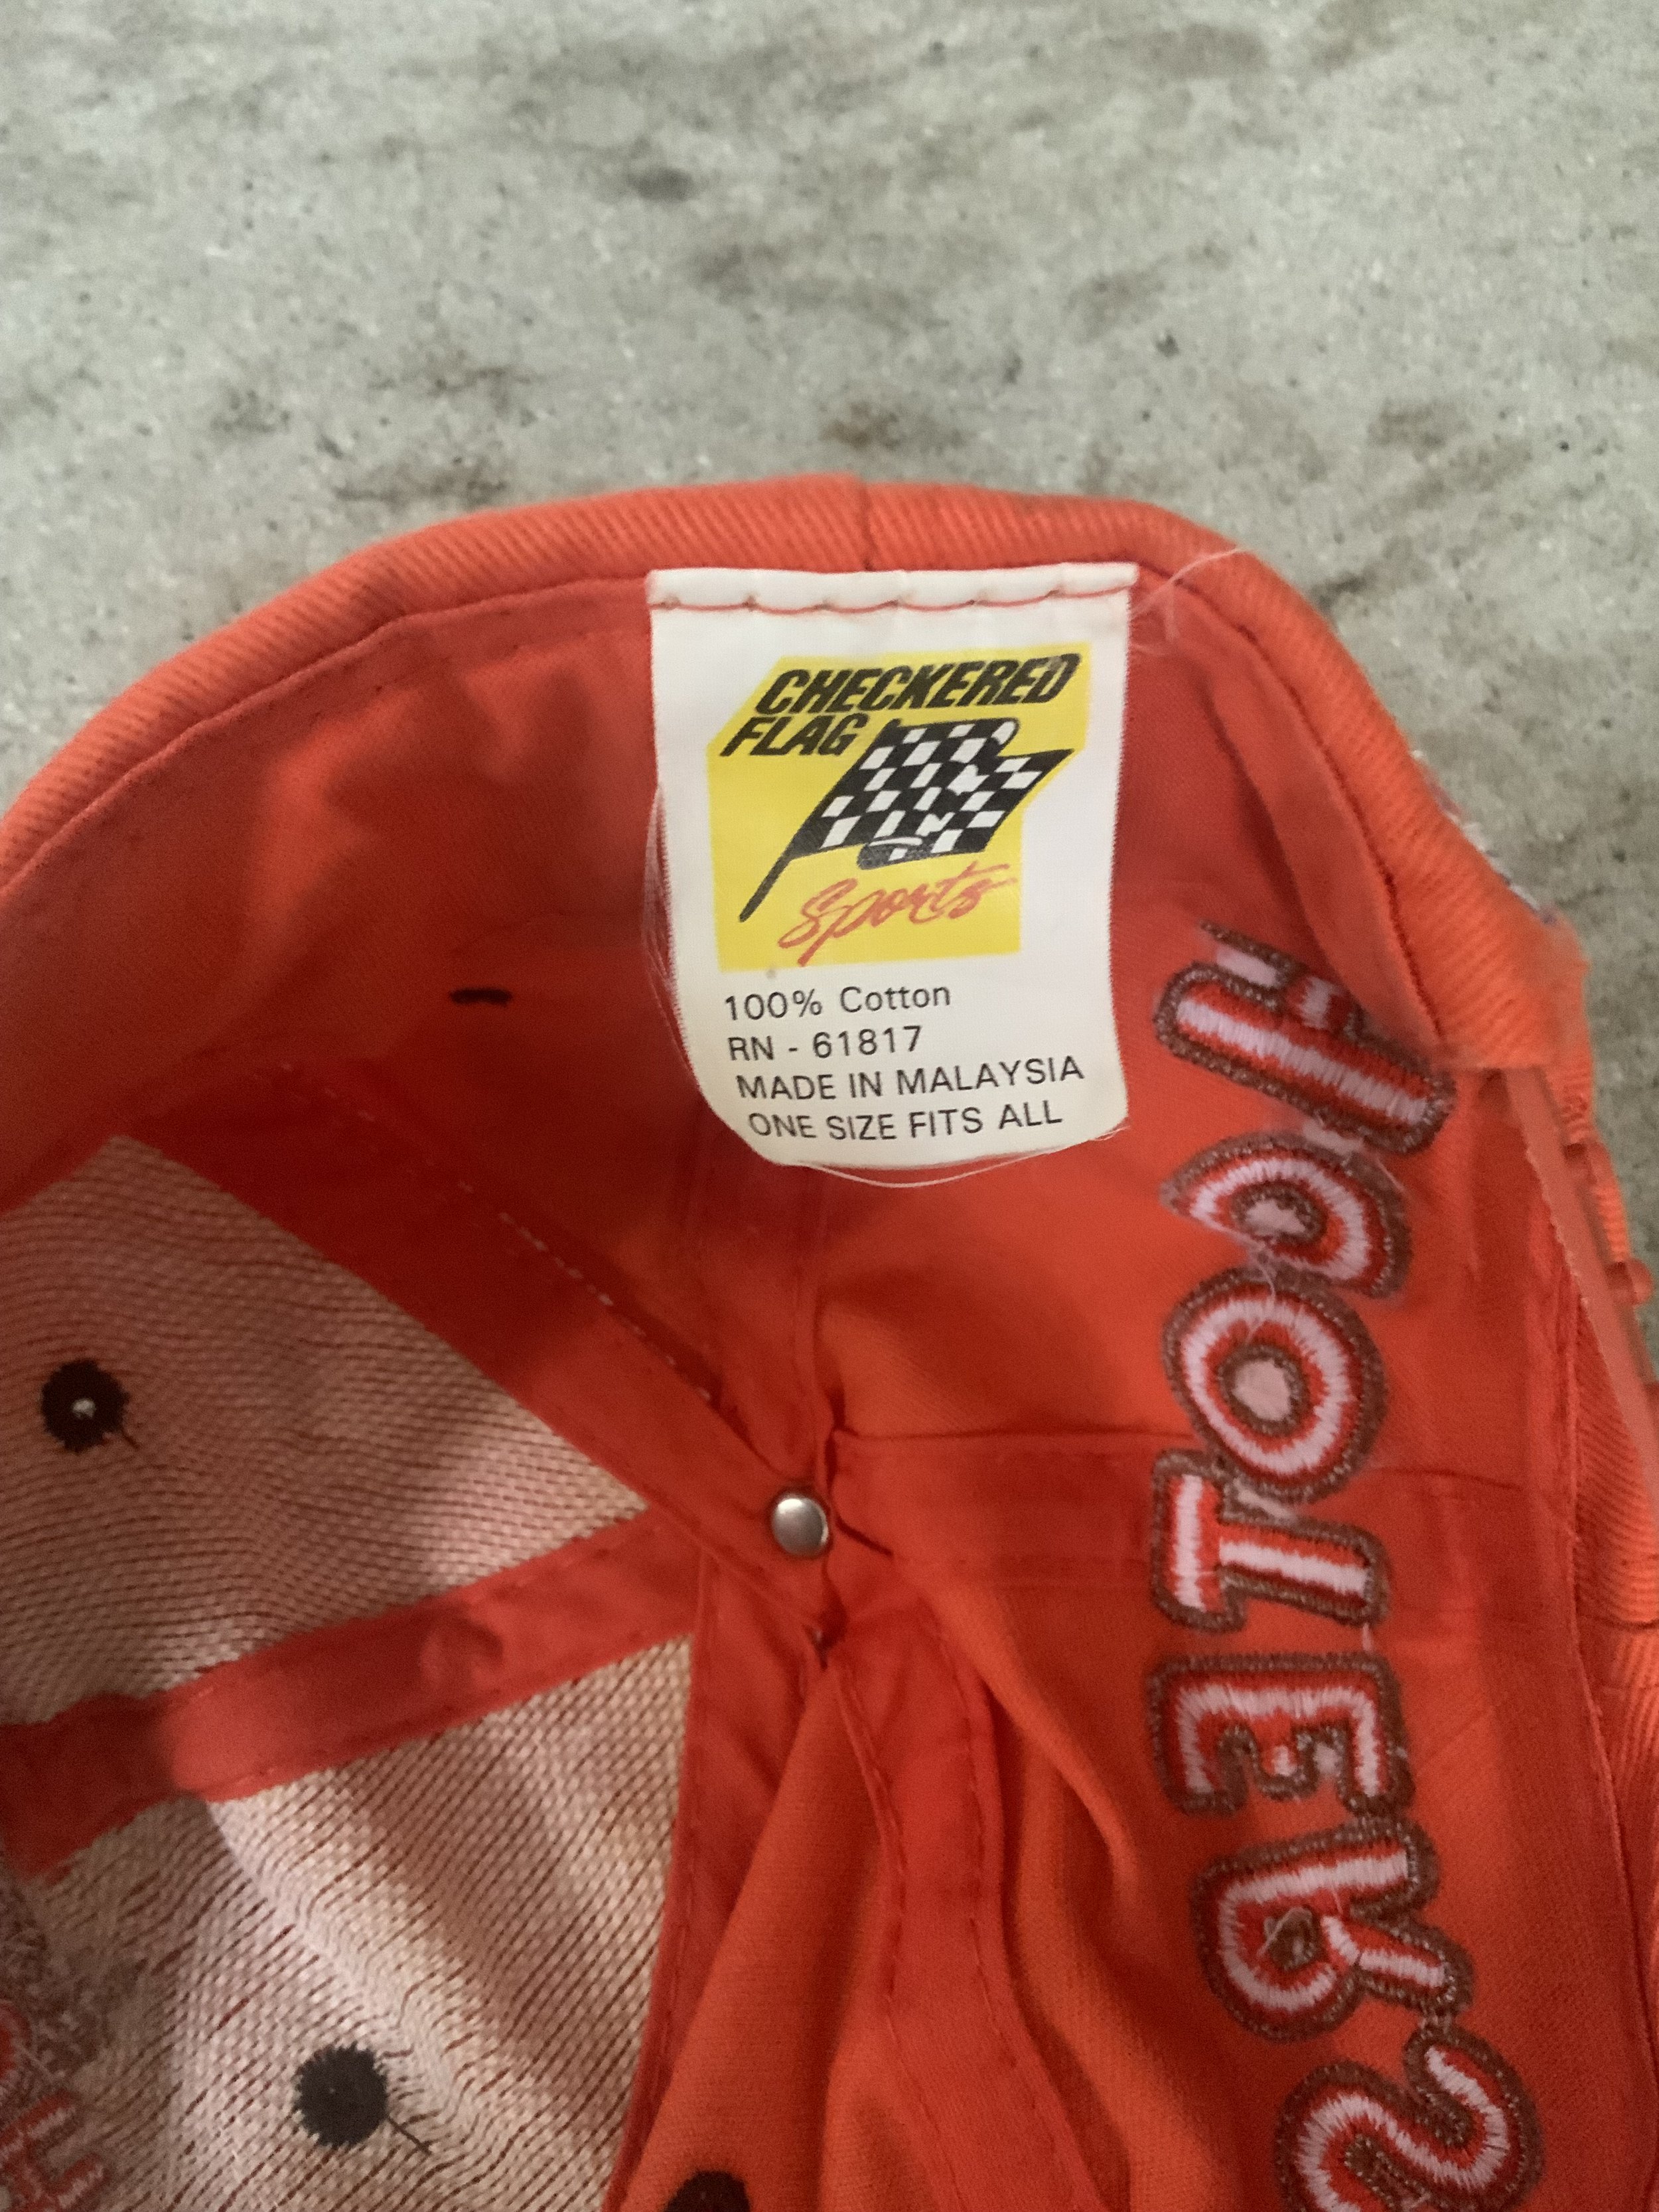 CHECKERED
FLAG
Sports
100% Cotton
RN - 61817
MADE IN MALAYSIA
ONE SIZE FITS ALL
HOOTERS